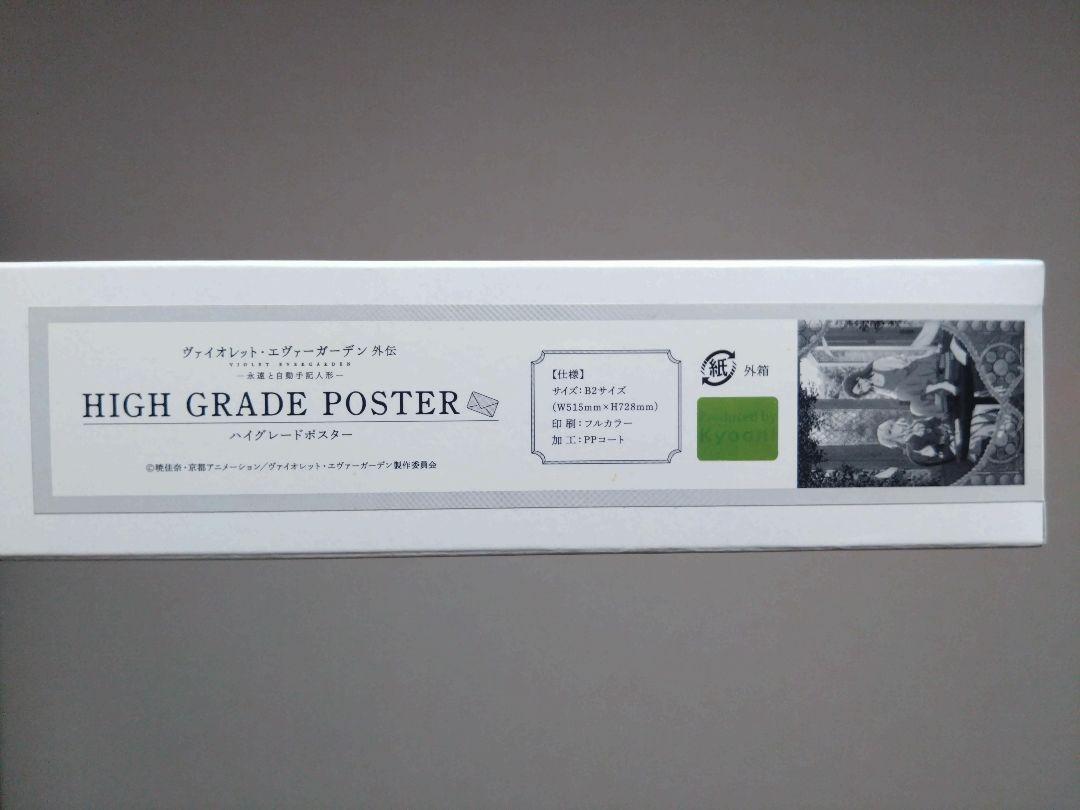 ヴァイオレット・エヴァーガーデン 外伝
VIOLET EVERGARDEN
―永遠と自動手記人形―
HIGH GRADE POSTER
ハイグレードポスター
©暁佳奈・京都アニメーション/ヴァイオレット・エヴァーガーデン製作委員会
【仕様】
サイズ:B2サイズ
(W515mm×H728mm)
印刷:フルカラー
加工:PPコート
紙 外箱
Produced by
Kyoani